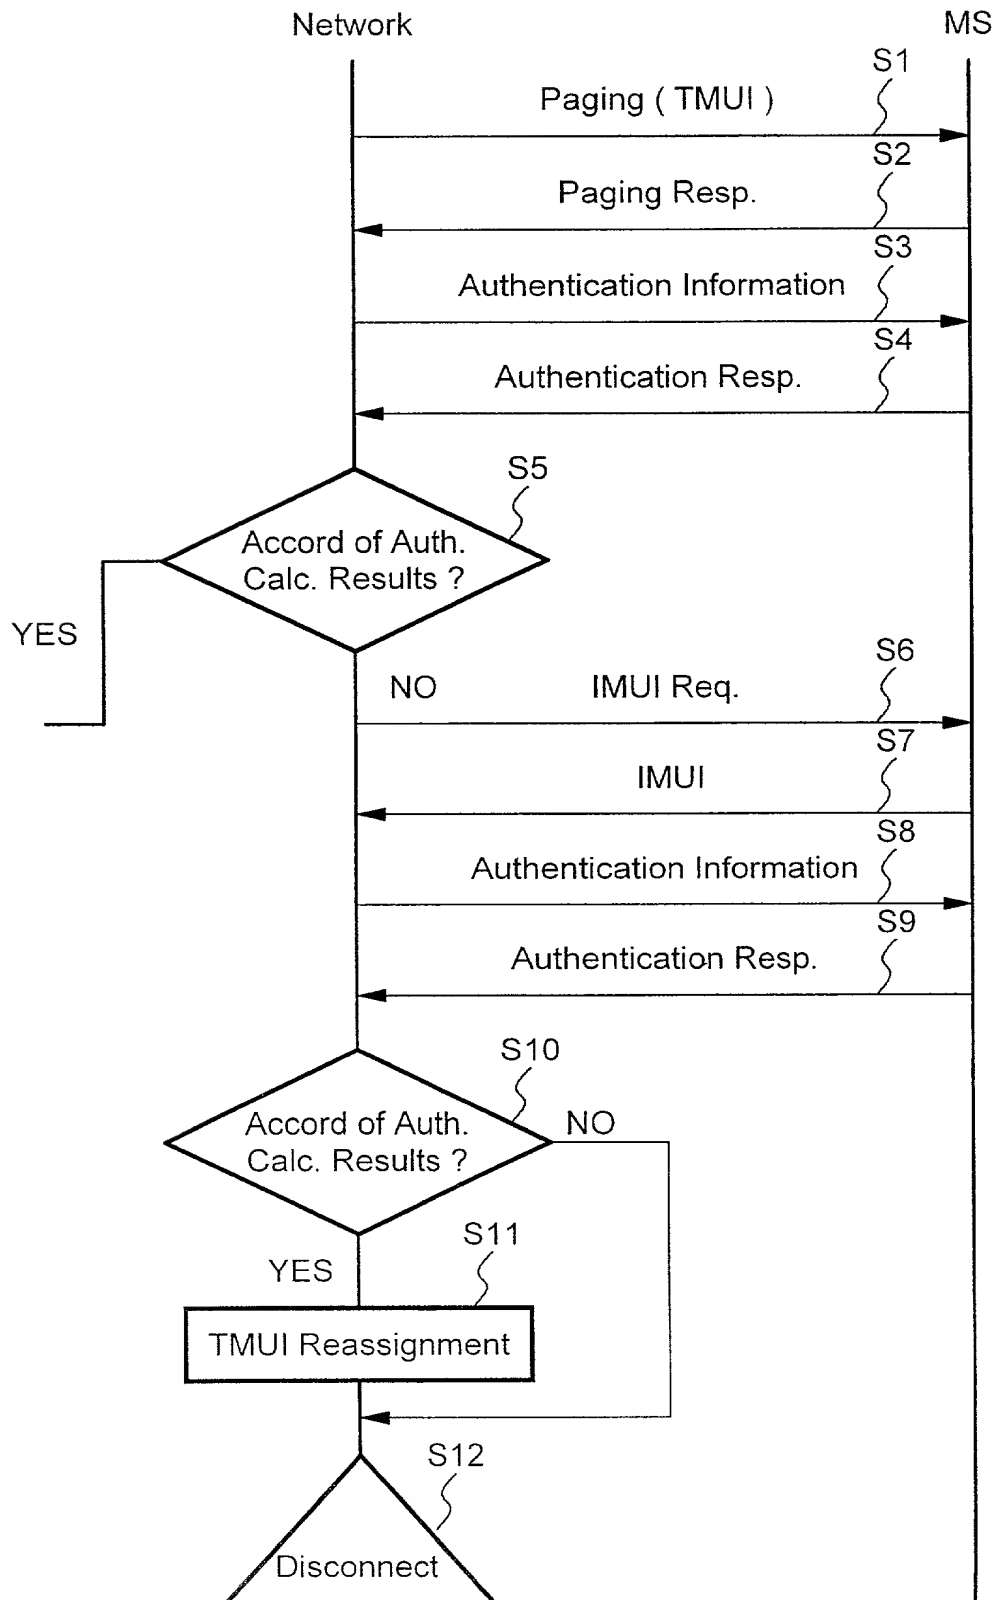 Network
MS
S1
Paging ( TMUI )
S2
Paging Resp.
S3
Authentication Information
S4
Authentication Resp.
S5
Accord of Auth.
Calc. Results ?
YES
NO
S6
IMUI Req.
S7
IMUI
S8
Authentication Information
S9
Authentication Resp.
S10
Accord of Auth.
Calc. Results ?
NO
S11
YES
TMUI Reassignment
S12
Disconnect